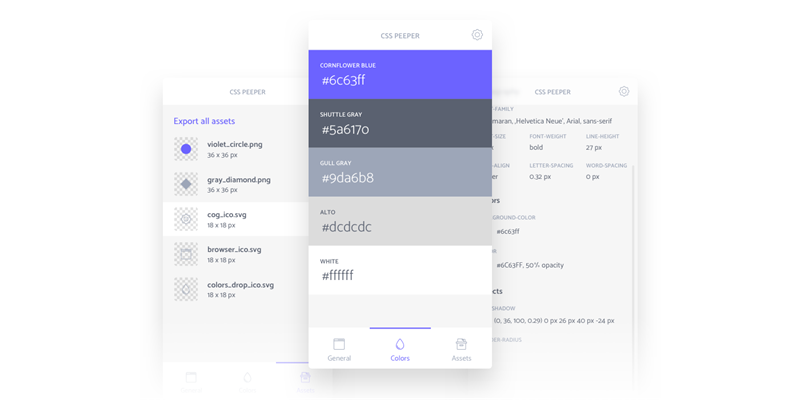 CSS PEEPER
Export all assets
violet_circle.png
36 x 36 px
gray_diamond.png
36 x 36 px
cog_ico.svg
18 x 18 px
browser_ico.svg
18 x 18 px
colors_drop_ico.svg
18 x 18 px
CSS PEEPER
CORNFLOWER BLUE
#6c63ff
SHUTTLE GRAY
#5a6170
GULL GRAY
#9da6b8
ALTO
#dcdcdc
WHITE
#ffffff
General
Colors
Assets
CSS PEEPER
-FAMILY
maran, ‚Helvetica Neue', Arial, sans-serif
-SIZE FONT-WEIGHT LINE-HEIGHT
bold 27 px
-ALIGN LETTER-SPACING WORD-SPACING
er 0.32 px 0 px
ors
GROUND-COLOR
#6c63ff
#6C63FF, 50% opacity
cts
SHADOW
(0, 36, 100, 0.29) 0 px 26 px 40 px -24 px
ER-RADIUS